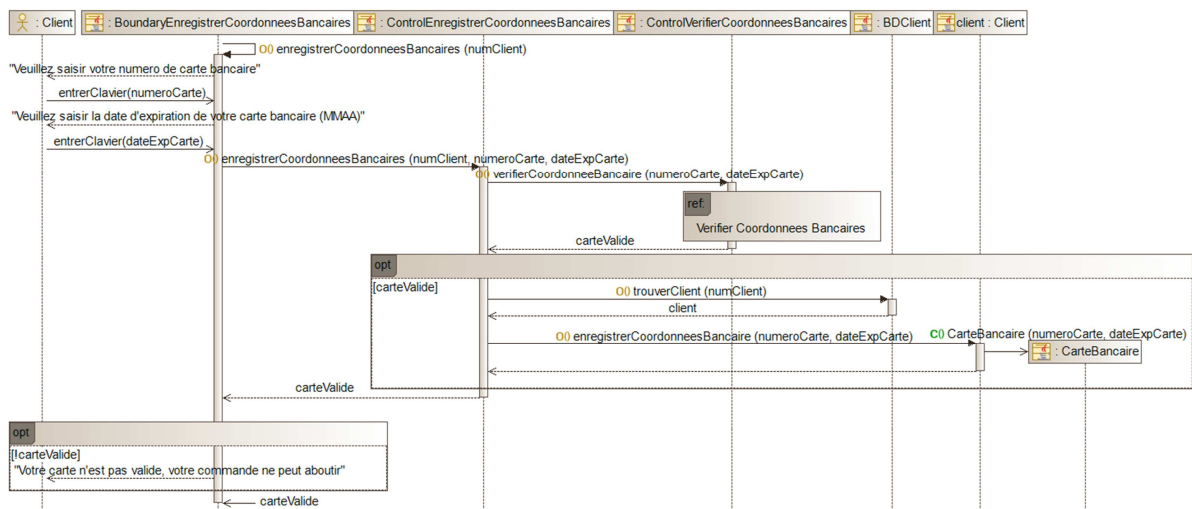 : Client
: BoundaryEnregistrerCoordonneesBancaires
: ControlEnregistrerCoordonneesBancaires
: ControlVerifierCoordonneesBancaires
: BDClient
client : Client
O() enregistrerCoordonneesBancaires (numClient)
"Veuillez saisir votre numero de carte bancaire"
entrerClavier(numeroCarte)
"Veuillez saisir la date d'expiration de votre carte bancaire (MMAA)"
entrerClavier(dateExpCarte)
O() enregistrerCoordonneesBancaires (numClient, numeroCarte, dateExpCarte)
O() verifierCoordonneeBancaire (numeroCarte, dateExpCarte)
ref:
Verifier Coordonnees Bancaires
carteValide
opt
[carteValide]
O() trouverClient (numClient)
client
O() enregistrerCoordonneesBancaire (numeroCarte, dateExpCarte)
C() CarteBancaire (numeroCarte, dateExpCarte)
: CarteBancaire
carteValide
opt
[!carteValide]
"Votre carte n'est pas valide, votre commande ne peut aboutir"
carteValide